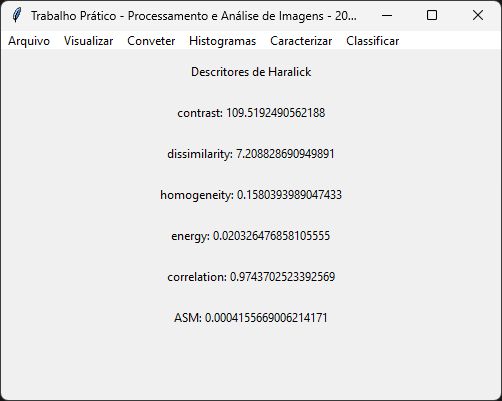 Trabalho Prático - Processamento e Análise de Imagens - 20...
Arquivo Visualizar Conveter Histogramas Caracterizar Classificar
Descritores de Haralick
contrast: 109.5192490562188
dissimilarity: 7.208828690949891
homogeneity: 0.1580393989047433
energy: 0.020326476858105555
correlation: 0.9743702523392569
ASM: 0.0004155669006214171